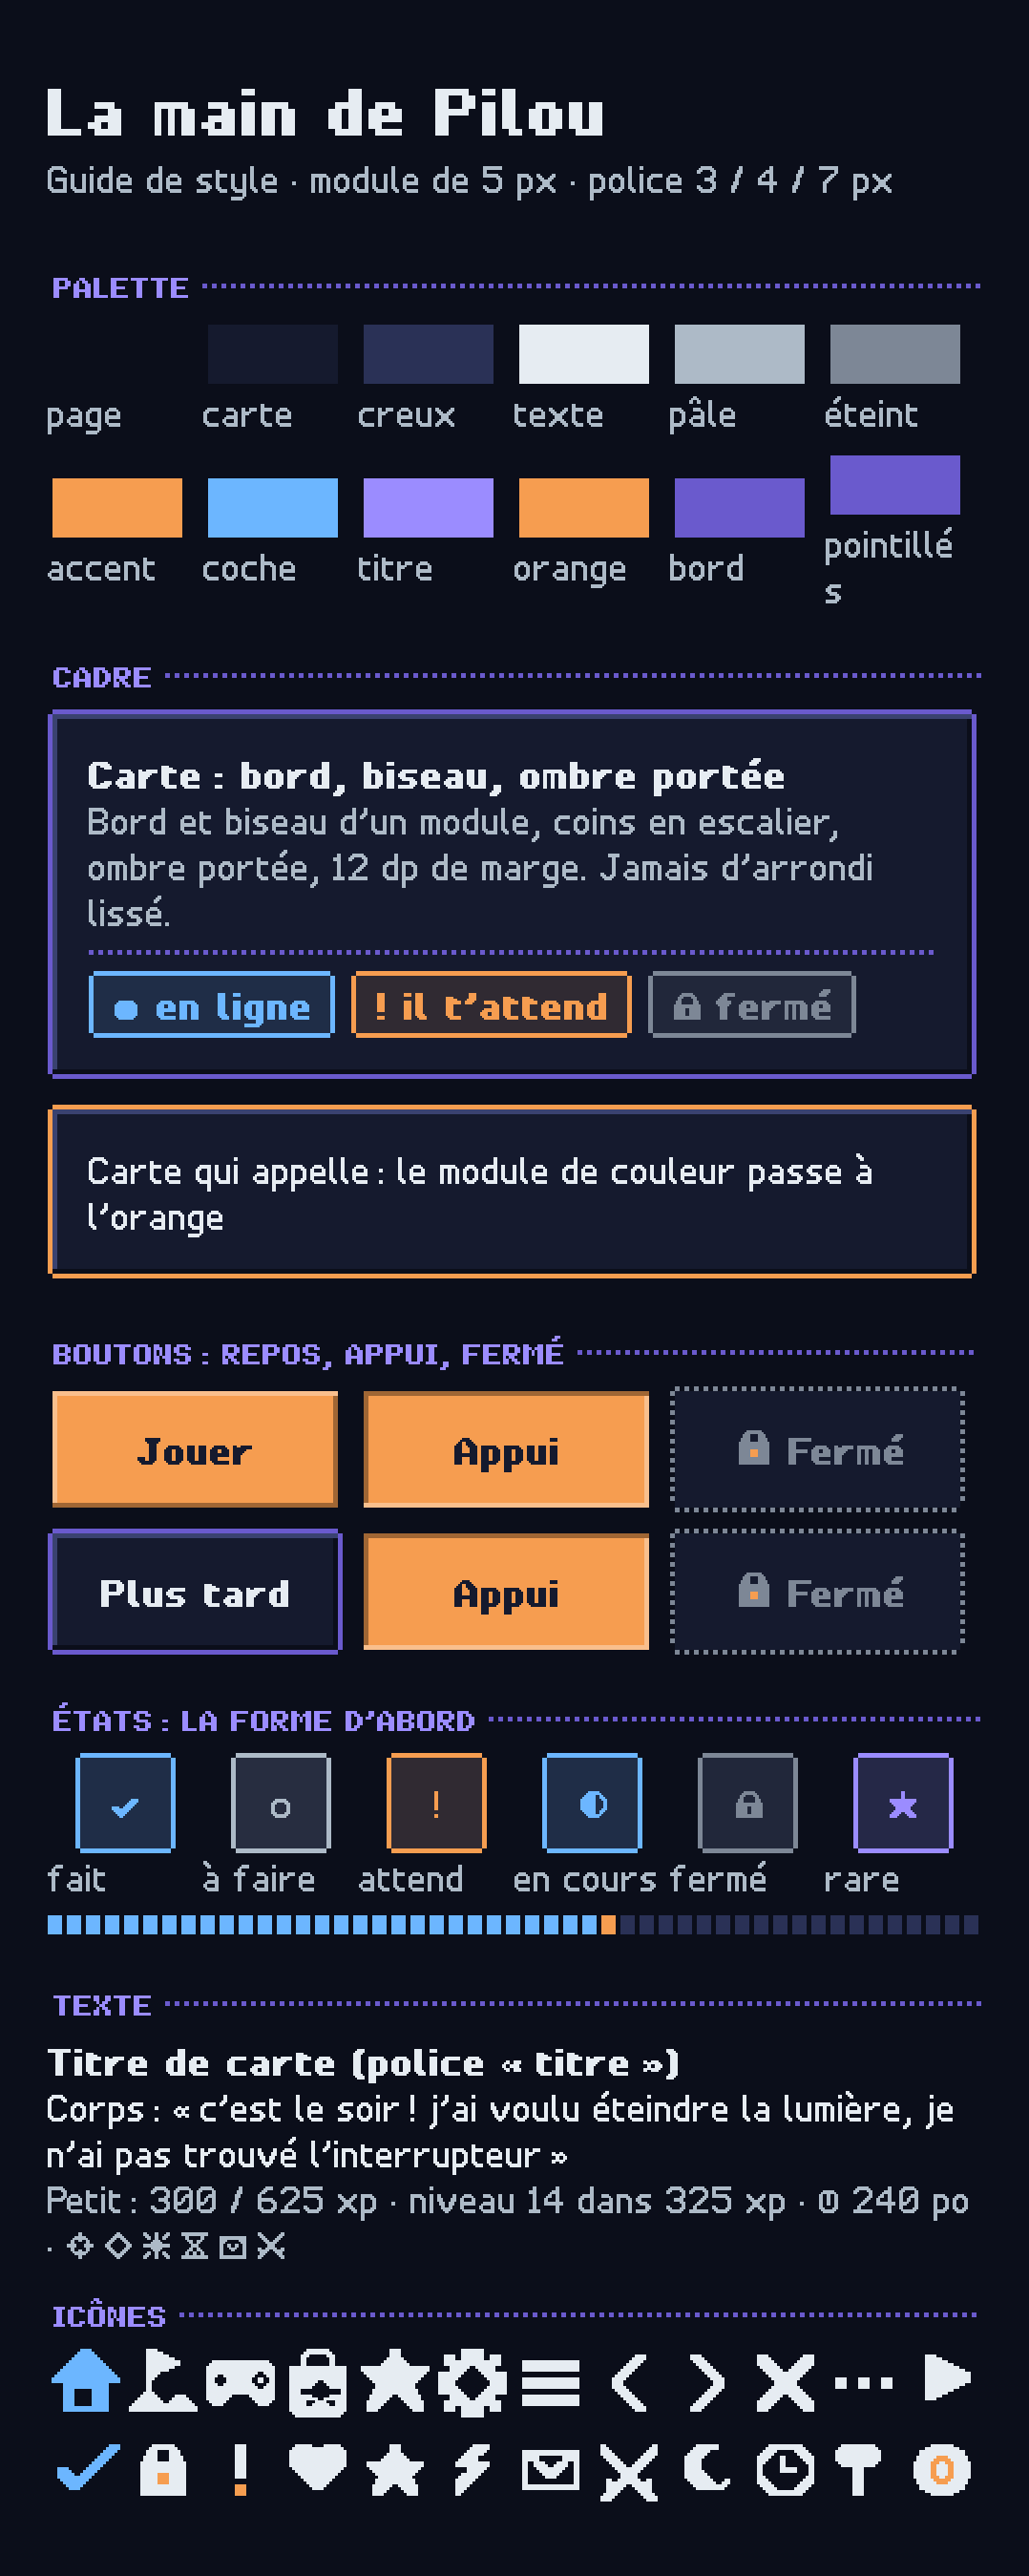 La main de Pilou
Guide de style · module de 5 px · police 3 / 4 / 7 px
PALETTE
page carte creux texte pâle éteint
accent coche titre orange bord pointillé
s
CADRE
Carte : bord, biseau, ombre portée
Bord et biseau d’un module, coins en escalier,
ombre portée, 12 dp de marge. Jamais d’arrondi
lissé.
en ligne ! il t’attend fermé
Carte qui appelle : le module de couleur passe à
l’orange
BOUTONS : REPOS, APPUI, FERMÉ
Jouer Appui Fermé
Plus tard Appui Fermé
ÉTATS : LA FORME D’ABORD
!
fait à faire attend en cours fermé rare
TEXTE
Titre de carte (police « titre »)
Corps : « c’est le soir ! j’ai voulu éteindre la lumière, je
n’ai pas trouvé l’interrupteur »
Petit : 300 / 625 xp · niveau 14 dans 325 xp · 240 po
·
ICÔNES